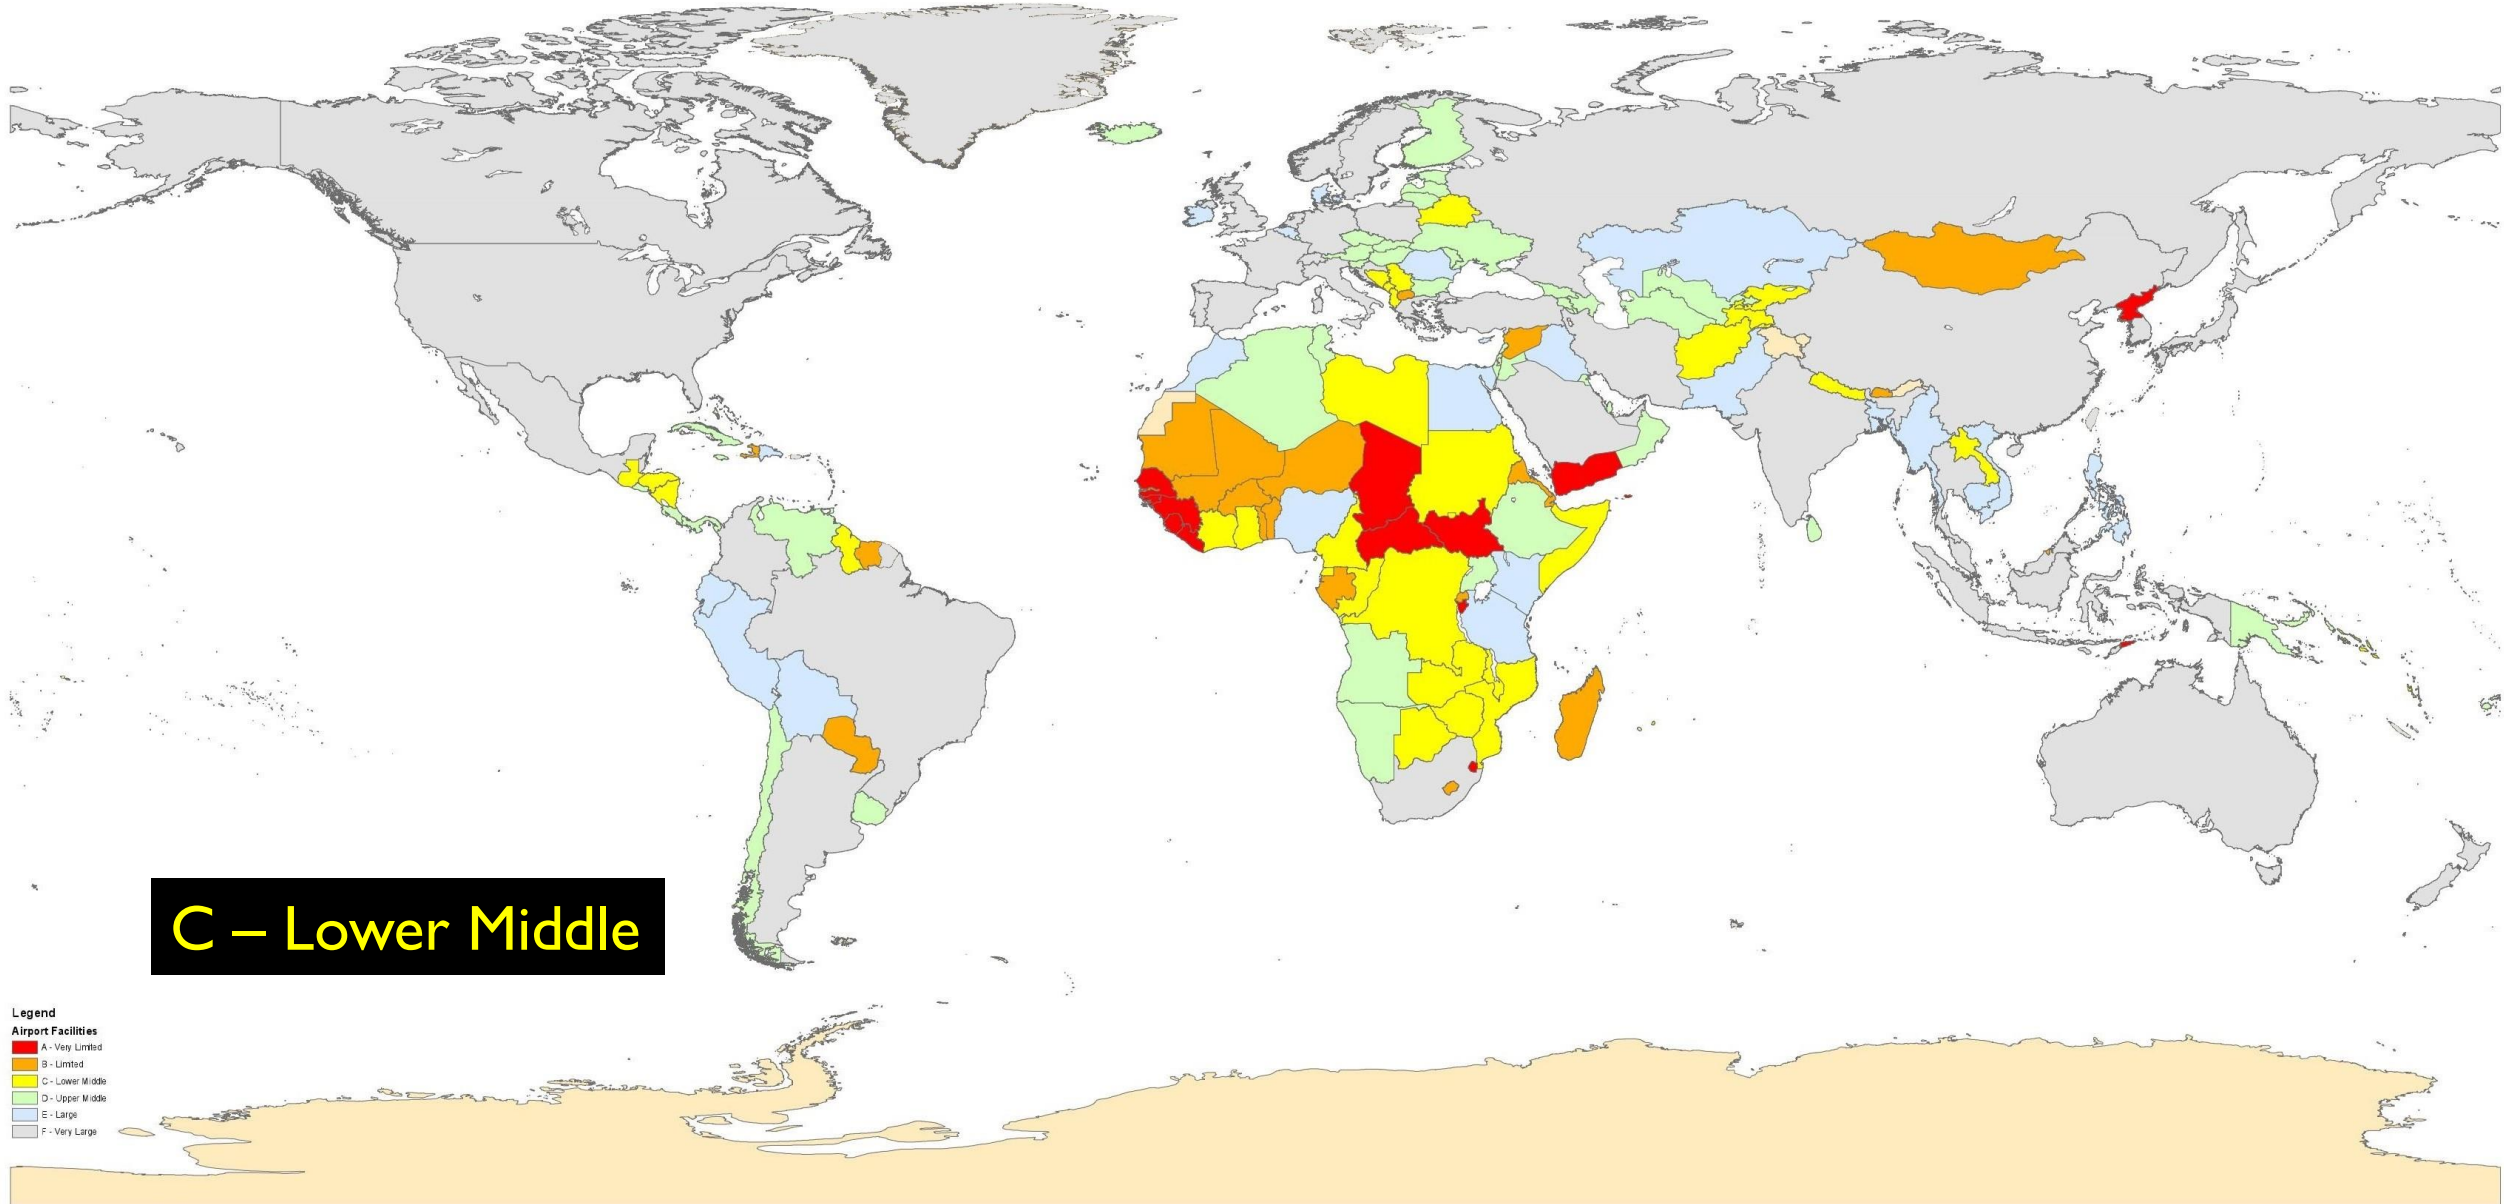 C – Lower Middle
Legend
Airport Facilities
A - Very Limited
B - Limited
C - Lower Middle
D - Upper Middle
E - Large
F - Very Large